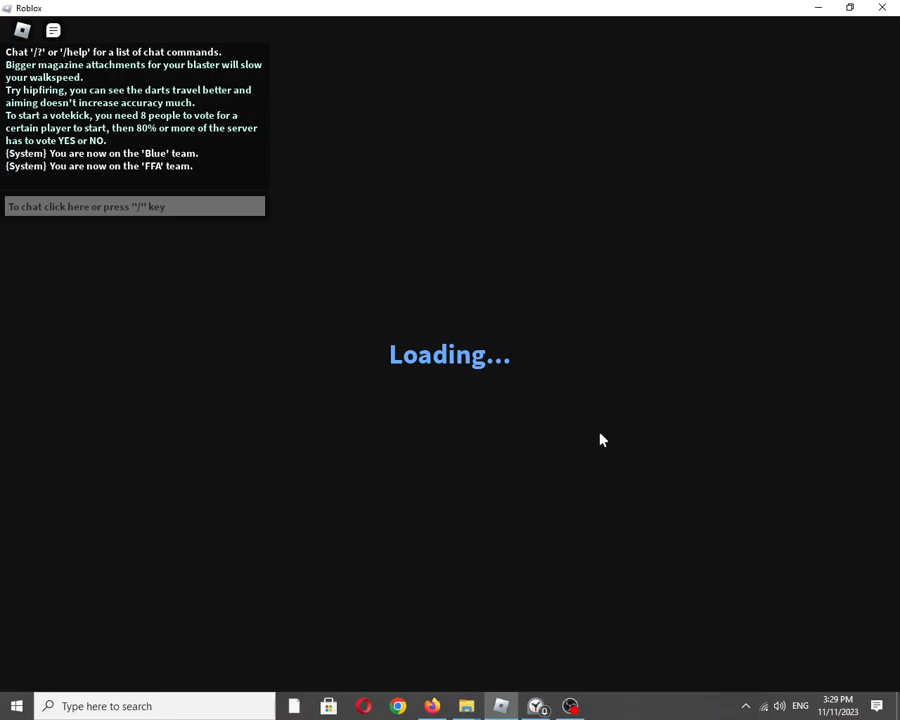 Roblox
Chat '/?' or '/help' for a list of chat commands.
Bigger magazine attachments for your blaster will slow
your walkspeed.
Try hipfiring, you can see the darts travel better and
aiming doesn't increase accuracy much.
To start a votekick, you need 8 people to vote for a
certain player to start, then 80% or more of the server
has to vote YES or NO.
{System} You are now on the 'Blue' team.
{System} You are now on the 'FFA' team.
To chat click here or press "/" key
Loading...
Type here to search
ENG
3:29 PM
11/11/2023